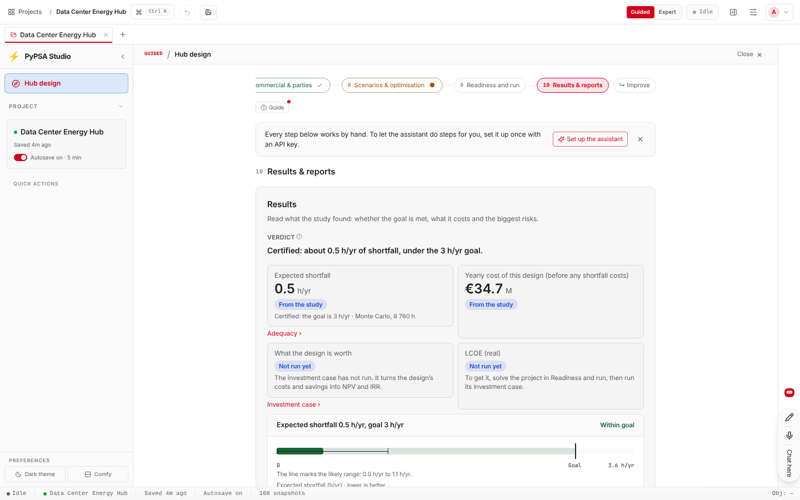 Projects / Data Center Energy Hub ⌘ Ctrl K Guided Expert Idle A
Data Center Energy Hub × +
PyPSA Studio
GUIDED / Hub design Close ×
Hub design
PROJECT
Data Center Energy Hub
Saved 4m ago
Autosave on · 5 min
QUICK ACTIONS
ommercial & parties ✓
9 Scenarios & optimisation
9 Readiness and run
10 Results & reports
↪ Improve
Guide
Every step below works by hand. To let the assistant do steps for you, set it up once with
an API key.
Set up the assistant ×
10 Results & reports
Results
Read what the study found: whether the goal is met, what it costs and the biggest risks.
VERDICT
Certified: about 0.5 h/yr of shortfall, under the 3 h/yr goal.
Expected shortfall
0.5 h/yr
From the study
Certified: the goal is 3 h/yr · Monte Carlo, 8 760 h
Adequacy ›
Yearly cost of this design (before any shortfall costs)
€34.7 M
From the study
What the design is worth
Not run yet
The investment case has not run. It turns the design's
costs and savings into NPV and IRR.
Investment case ›
LCOE (real)
Not run yet
To get it, solve the project in Readiness and run, then run
its investment case.
Expected shortfall 0.5 h/yr, goal 3 h/yr Within goal
0 Goal 3.6 h/yr
The line marks the likely range: 0.0 h/yr to 1.1 h/yr.
Expected shortfall (h/yr) · lower is better
Chat here
PREFERENCES
Dark theme Comfy
Idle Data Center Energy Hub Saved 4m ago Autosave on 168 snapshots Obj: —